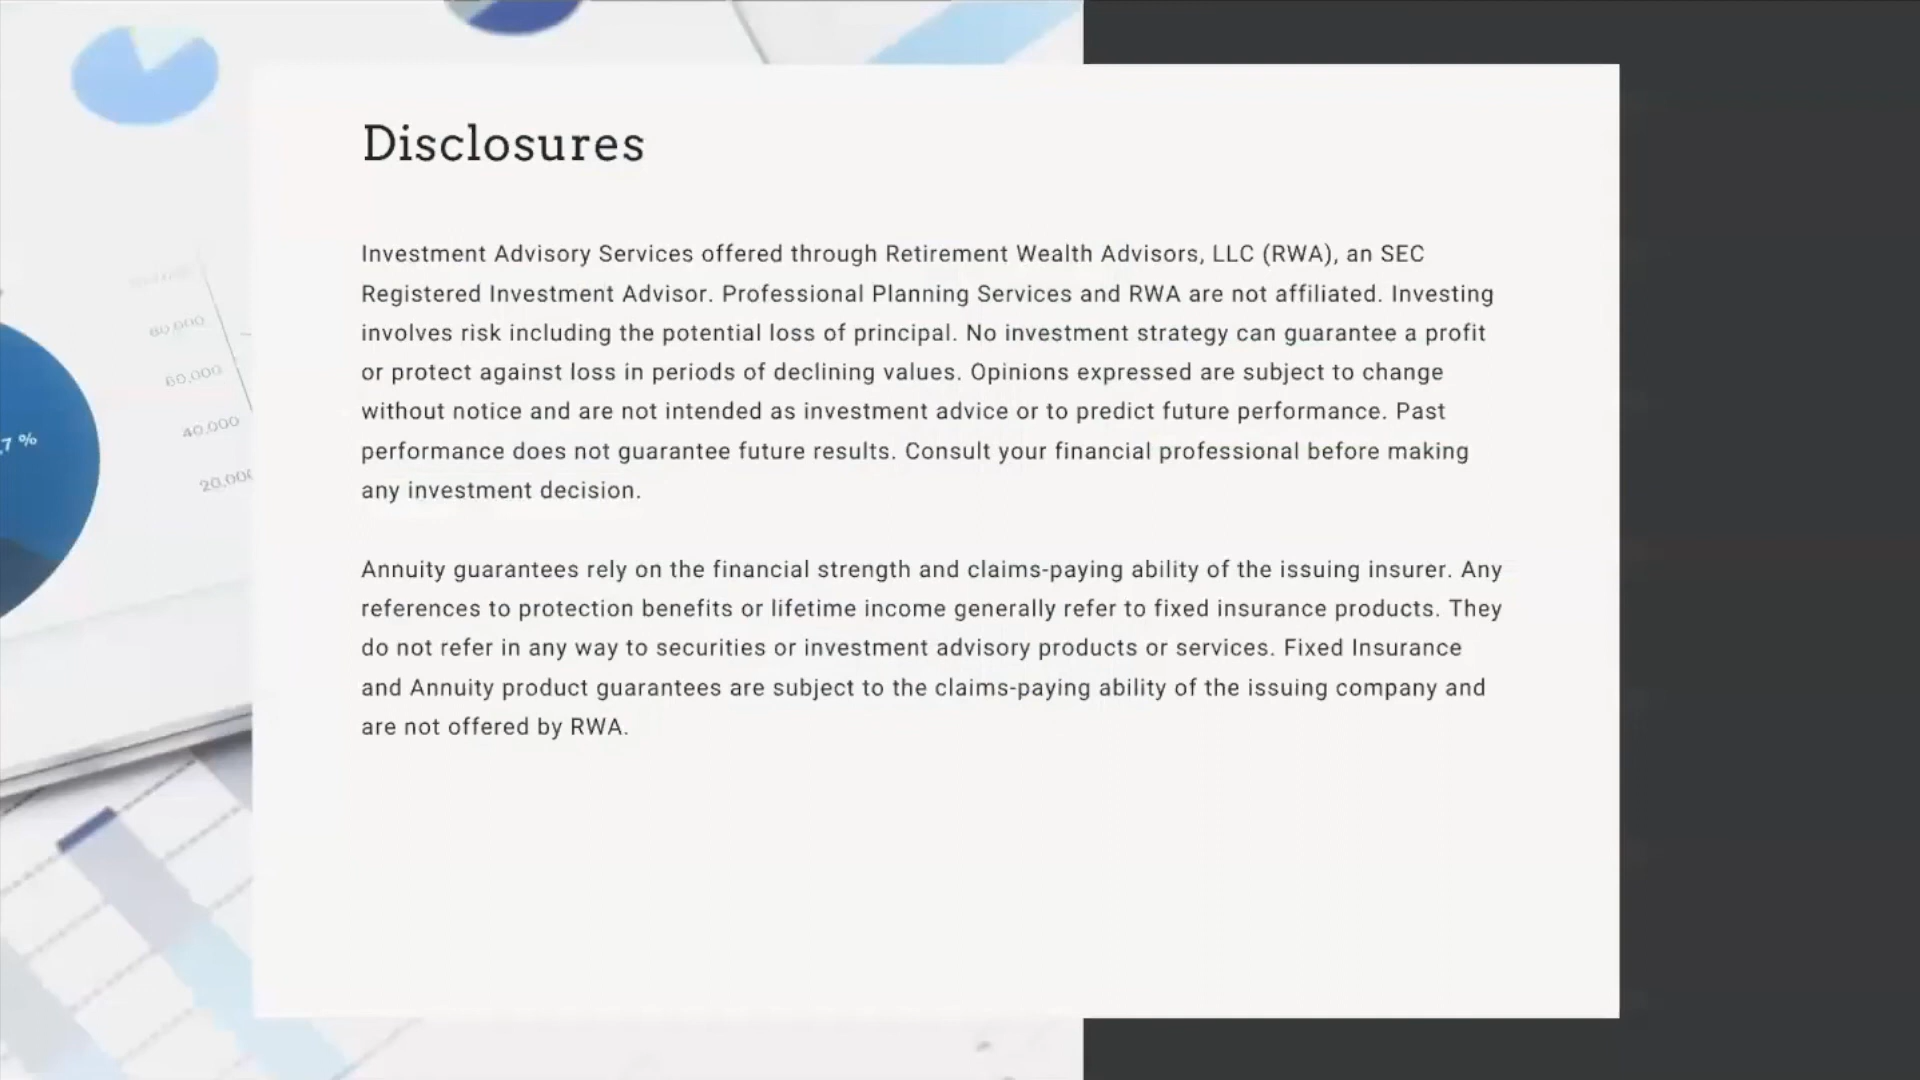 Disclosures
Investment Advisory Services offered through Retirement Wealth Advisors, LLC (RWA), an SEC
Registered Investment Advisor. Professional Planning Services and RWA are not affiliated. Investing
involves risk including the potential loss of principal. No investment strategy can guarantee a profit
or protect against loss in periods of declining values. Opinions expressed are subject to change
without notice and are not intended as investment advice or to predict future performance. Past
performance does not guarantee future results. Consult your financial professional before making
any investment decision.
Annuity guarantees rely on the financial strength and claims-paying ability of the issuing insurer. Any
references to protection benefits or lifetime income generally refer to fixed insurance products. They
do not refer in any way to securities or investment advisory products or services. Fixed Insurance
and Annuity product guarantees are subject to the claims-paying ability of the issuing company and
are not offered by RWA.
80,000
60,000
40,000
7 %